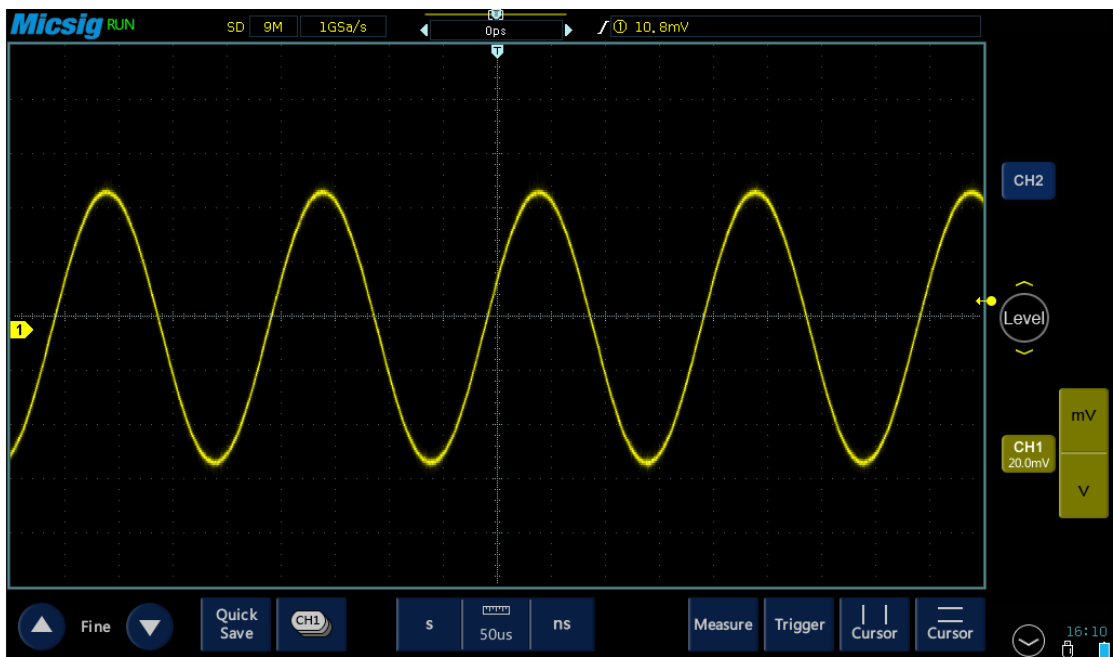 Micsig RUN SD 9M 1GSa/s 0ps ① 10.8mV
T
CH2
1
Level
mV
CH1
20.0mV
V
Fine
Quick
Save
CH1
s
50us
ns
Measure
Trigger
Cursor
Cursor
16:10